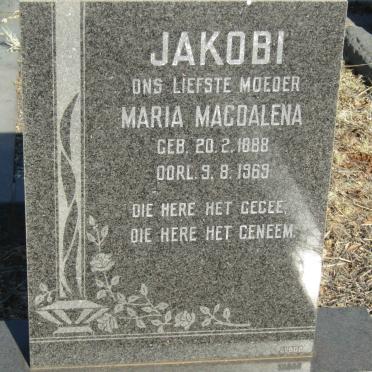 JAKOBI
ONS LIEFSTE MOEDER
MARIA MAGDALENA
GEB. 20. 2. 1888
OORL. 9. 8. 1969
DIE HERE HET GEGEE,
DIE HERE HET GENEEM.